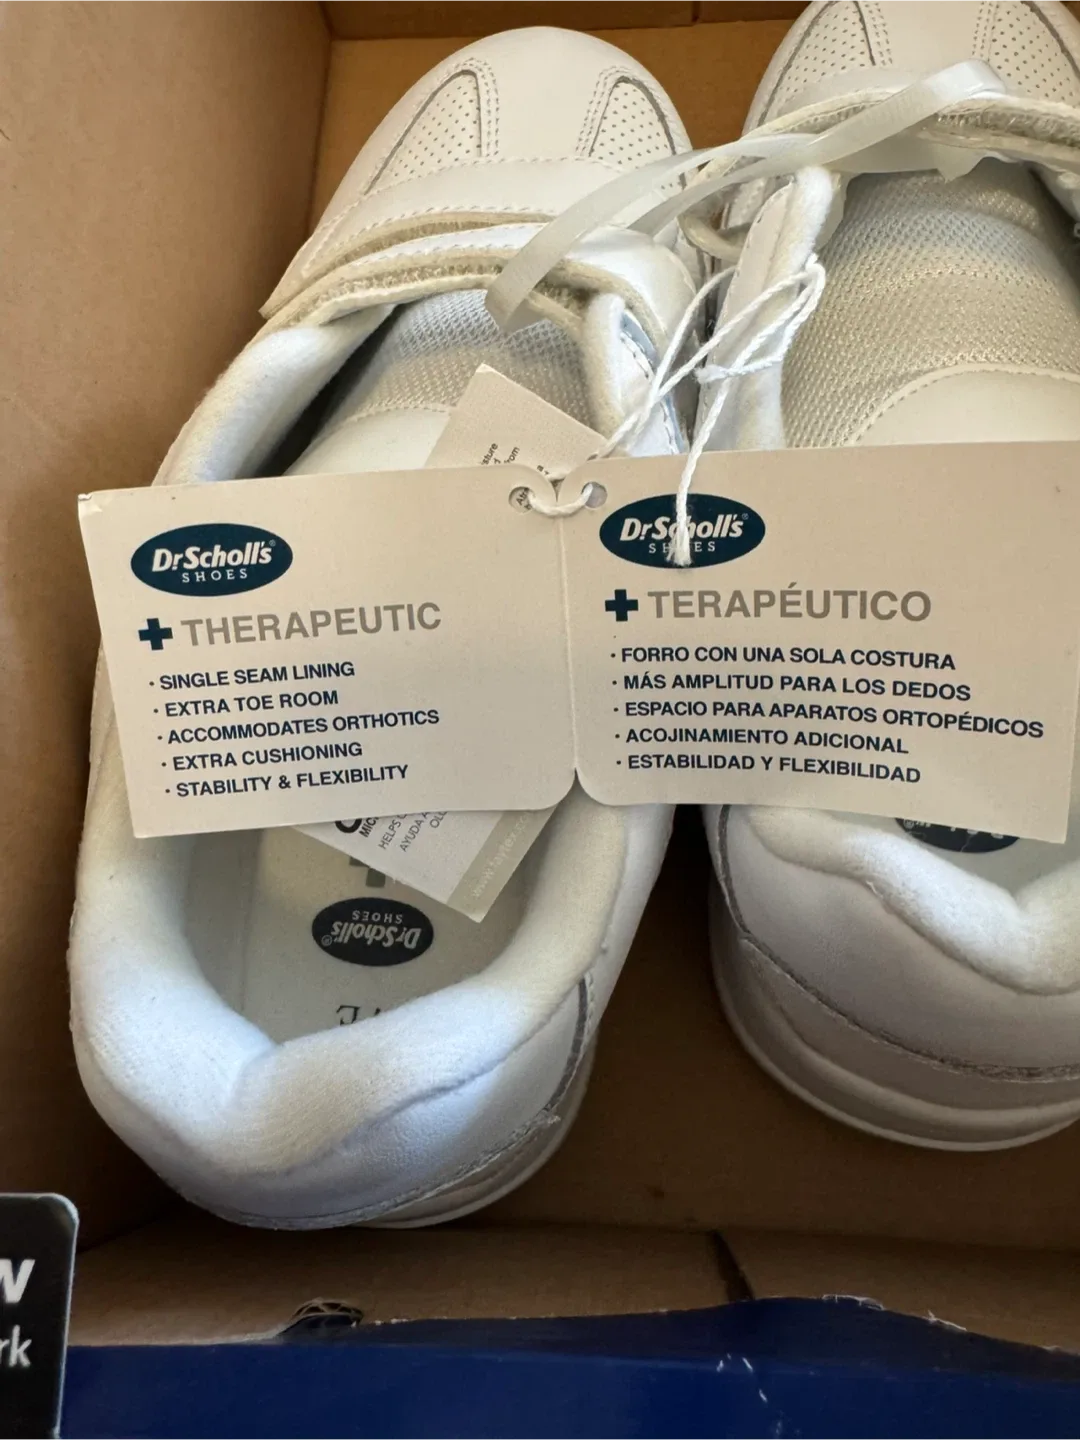 Dr Scholl's®
SHOES
THERAPEUTIC
· SINGLE SEAM LINING
· EXTRA TOE ROOM
· ACCOMMODATES ORTHOTICS
· EXTRA CUSHIONING
· STABILITY & FLEXIBILITY
Dr Scholl's®
SHOES
TERAPÉUTICO
· FORRO CON UNA SOLA COSTURA
· MÁS AMPLITUD PARA LOS DEDOS
· ESPACIO PARA APARATOS ORTOPÉDICOS
· ACOJINAMIENTO ADICIONAL
· ESTABILIDAD Y FLEXIBILIDAD
HELPS
AYUDA A
Dr Scholl's®
SHOES